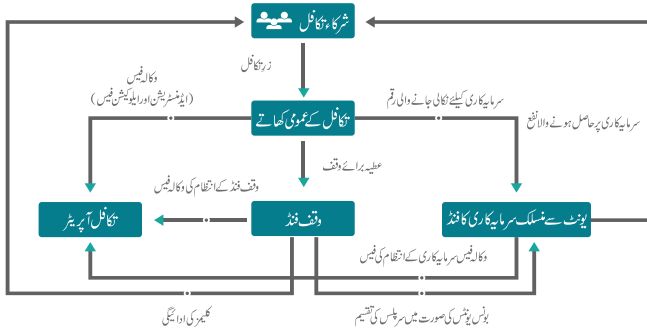 شرکاء تکافل
زرِ تکافل
وکالہ فیس
(ایڈمنسٹریشن اور ایلوکیشن فیس)
تکافل کے عمومی کھاتے
سرمایہ کاری کیلئے نکالی جانے والی رقم
سرمایہ کاری پر حاصل ہونے والا نفع
عطیہ برائے وقف
وقف فنڈ کے انتظام کی وکالہ فیس
یونٹ سے منسلک سرمایہ کاری کا فنڈ
وقف فنڈ
تکافل آپریٹر
وکالہ فیس سرمایہ کاری کے انتظام کی فیس
بونس یونٹس کی صورت میں سرپلس کی تقسیم
کلیمز کی ادائیگی